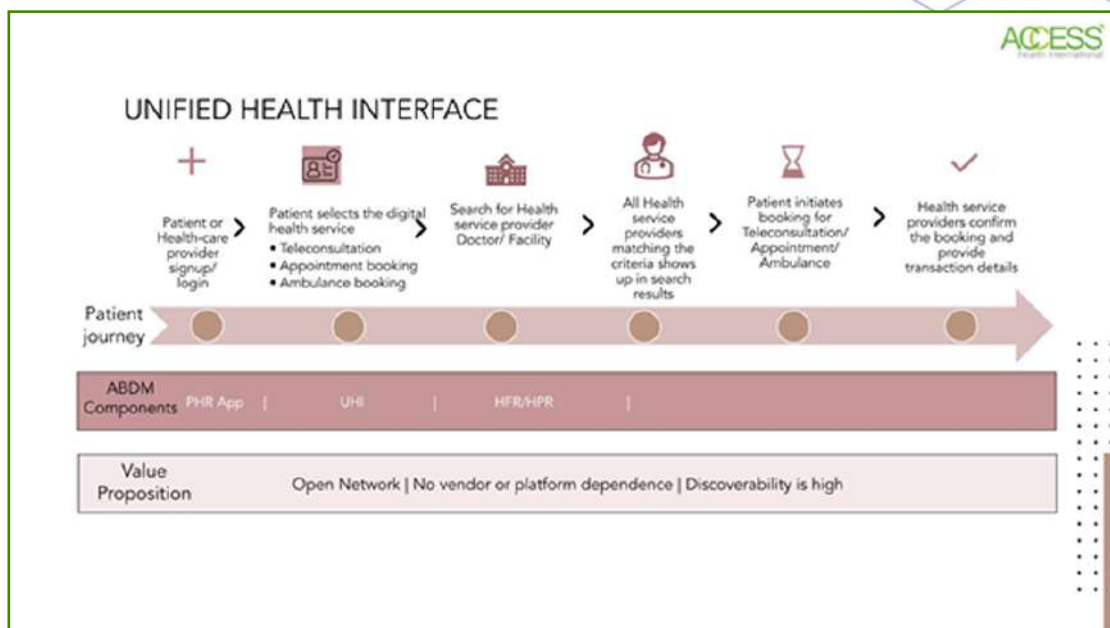 ACCESS
health international
UNIFIED HEALTH INTERFACE
Patient or
Health-care
provider
signup/
login
Patient selects the digital
health service
• Teleconsultation
• Appointment booking
• Ambulance booking
Search for Health
service provider
Doctor/ Facility
All Health
service
providers
matching the
criteria shows
up in search
results
Patient initiates
booking for
Teleconsultation/
Appointment/
Ambulance
Health service
providers confirm
the booking and
provide
transaction details
Patient
journey
ABDM
Components
PHR App | UHI | HFR/HPR |
Value
Proposition
Open Network | No vendor or platform dependence | Discoverability is high